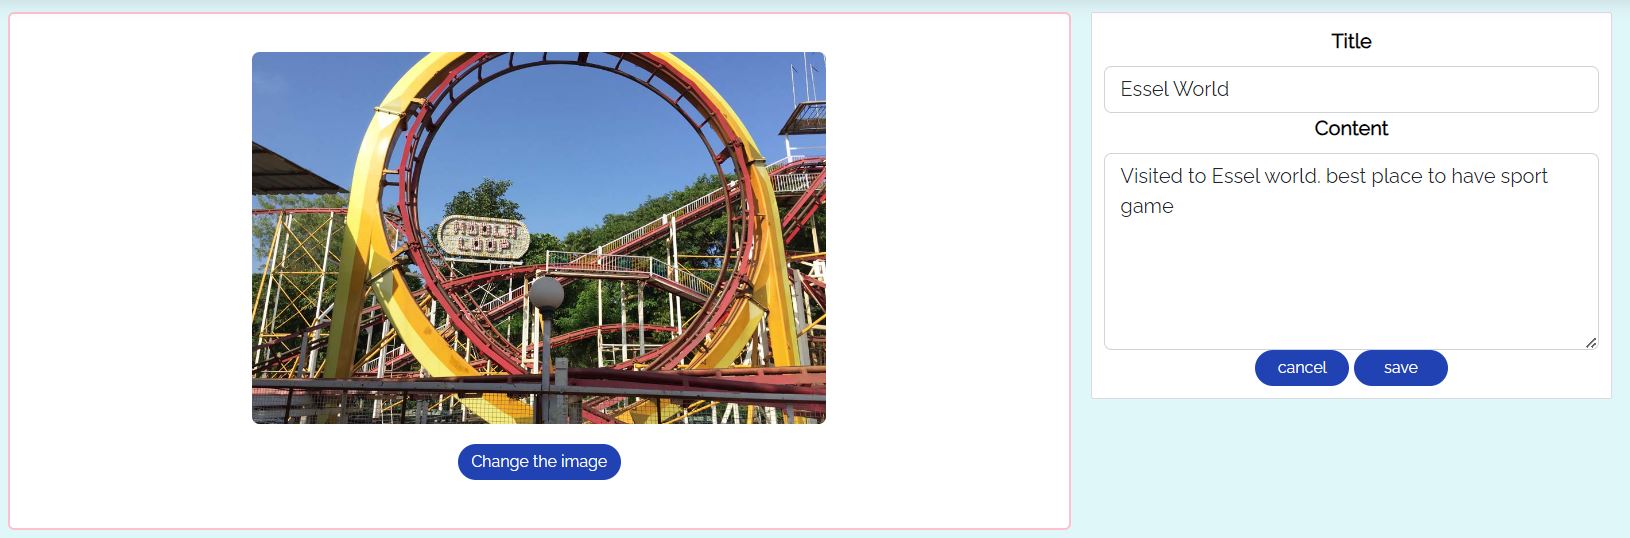 Title
Essel World
Content
Visited to Essel world. best place to have sport
game
LOOP
cancel
save
Change the image